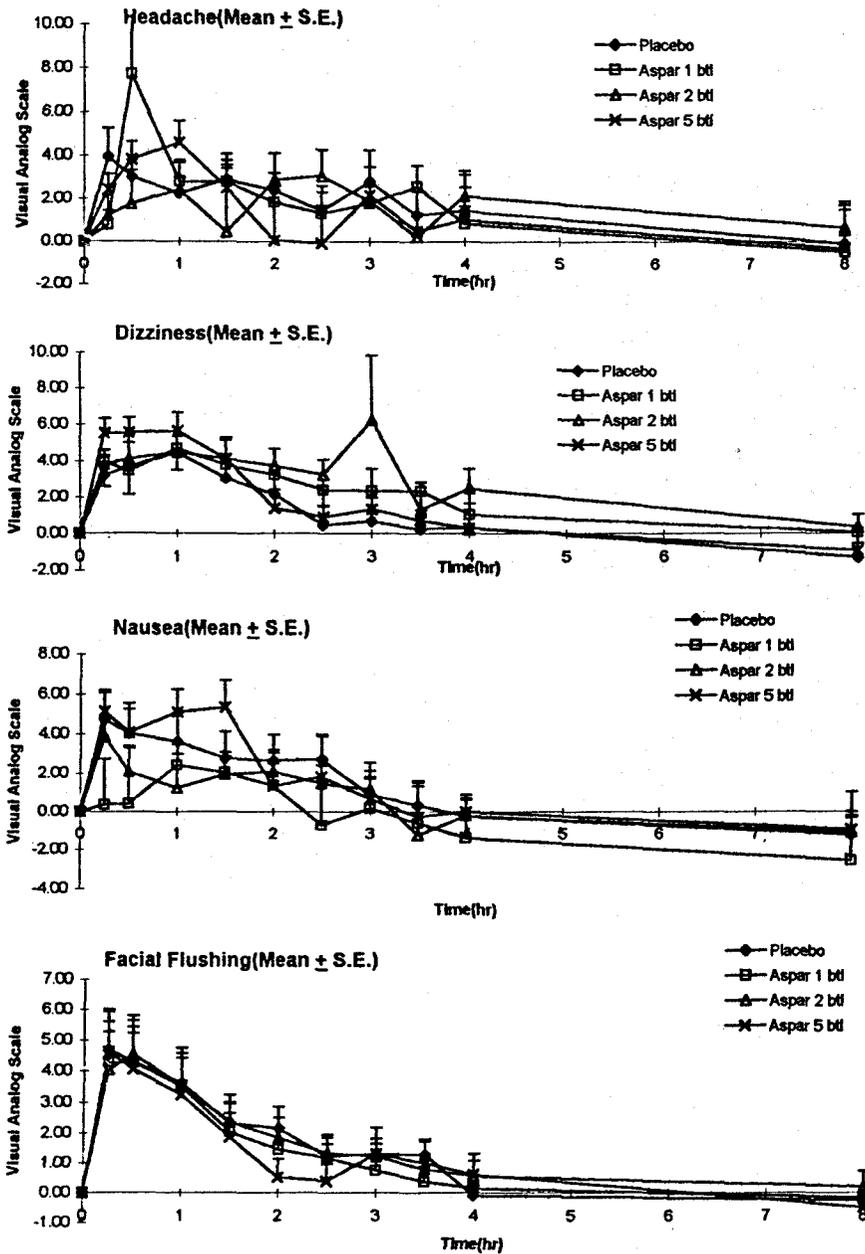 Headache(Mean ± S.E.)
10.00
8.00
6.00
4.00
2.00
0.00
-2.00
Visual Analog Scale
Placebo
Aspar 1 btl
Aspar 2 btl
Aspar 5 btl
0 1 2 3 4 5 6 7 8
Time(hr)
Dizziness(Mean ± S.E.)
10.00
8.00
6.00
4.00
2.00
0.00
-2.00
Visual Analog Scale
Placebo
Aspar 1 btl
Aspar 2 btl
Aspar 5 btl
0 1 2 3 4 5 6 7
Time(hr)
Nausea(Mean ± S.E.)
8.00
6.00
4.00
2.00
0.00
-2.00
-4.00
Visual Analog Scale
Placebo
Aspar 1 btl
Aspar 2 btl
Aspar 5 btl
0 1 2 3 4 5 6 7
Time(hr)
Facial Flushing(Mean ± S.E.)
7.00
6.00
5.00
4.00
3.00
2.00
1.00
0.00
-1.00
Visual Analog Scale
Placebo
Aspar 1 btl
Aspar 2 btl
Aspar 5 btl
0 1 2 3 4 5 6 7 8
Time(hr)